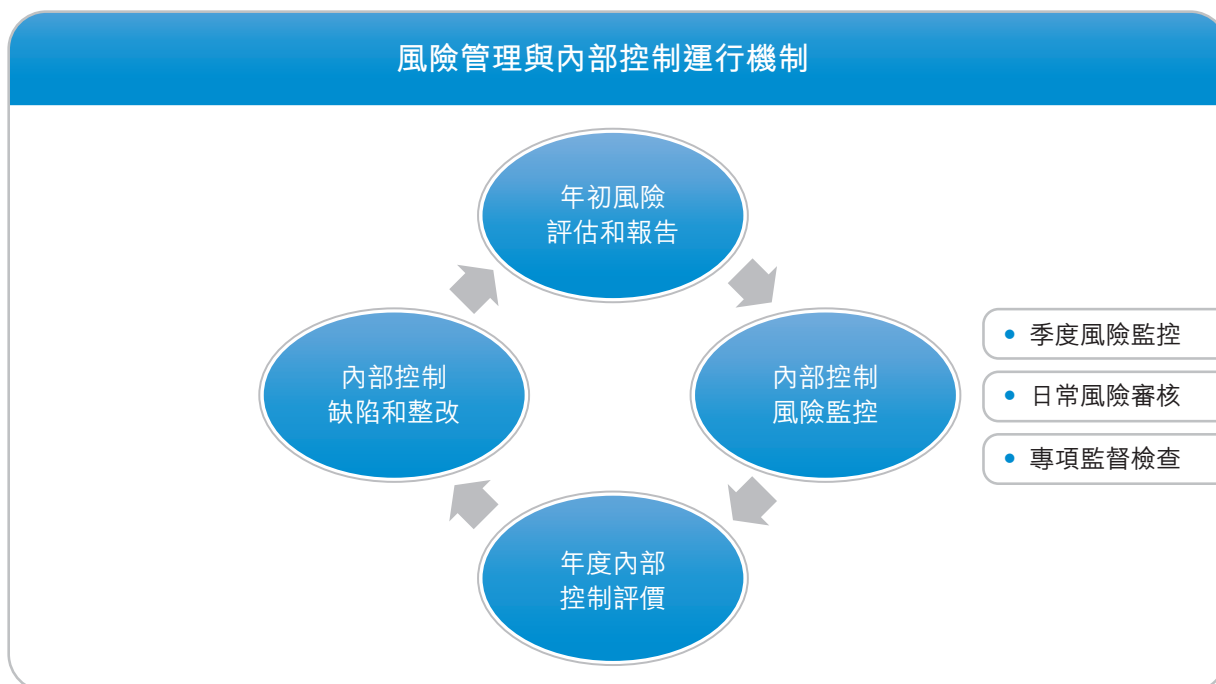 風險管理與內部控制運行機制
年初風險
評估和報告
內部控制
缺陷和整改
內部控制
風險監控
• 季度風險監控
• 日常風險審核
• 專項監督檢查
年度內部
控制評價